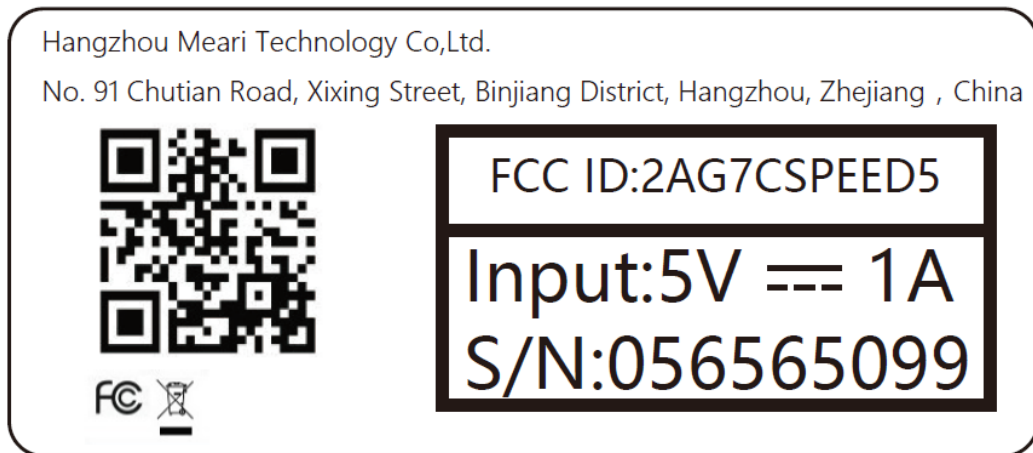 Hangzhou Meari Technology Co,Ltd.
No. 91 Chutian Road, Xixing Street, Binjiang District, Hangzhou, Zhejiang , China
FCC ID:2AG7CSPEED5
Input:5V ⎓ 1A
S/N:056565099
FC